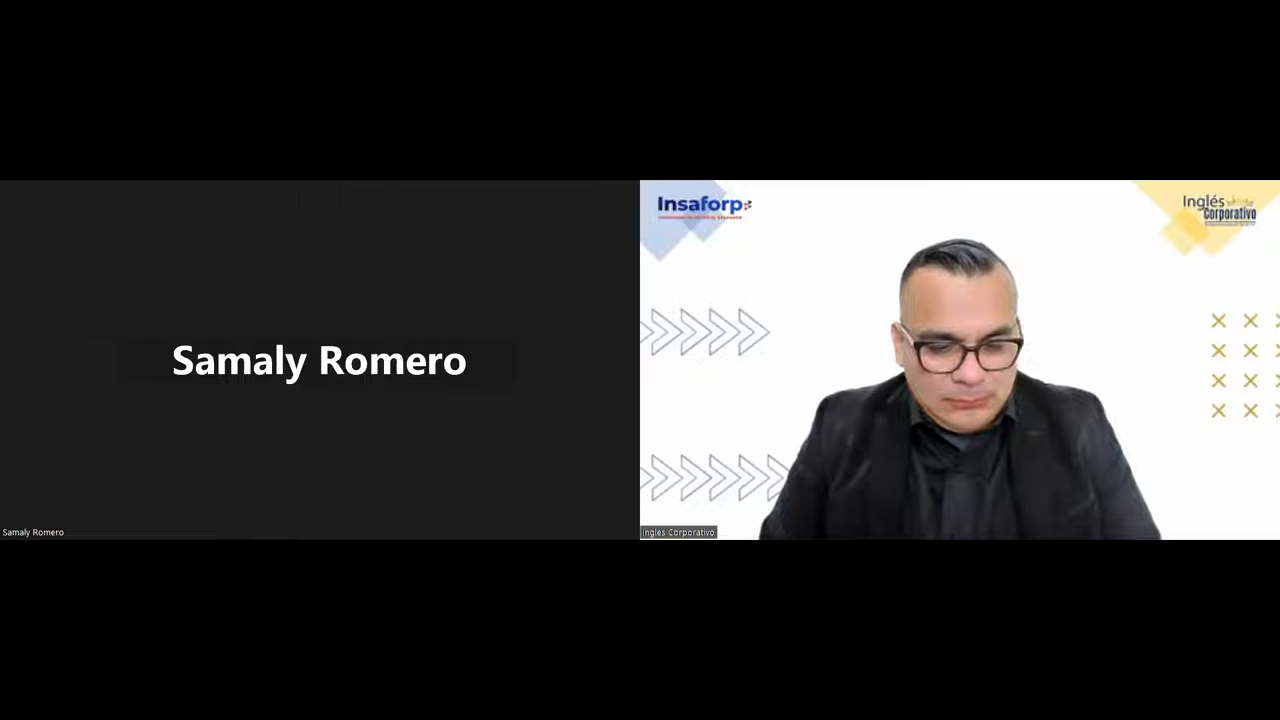 Samaly Romero
Samaly Romero
Insaforp
Inglés
Corporativo
Ingles Corporativo